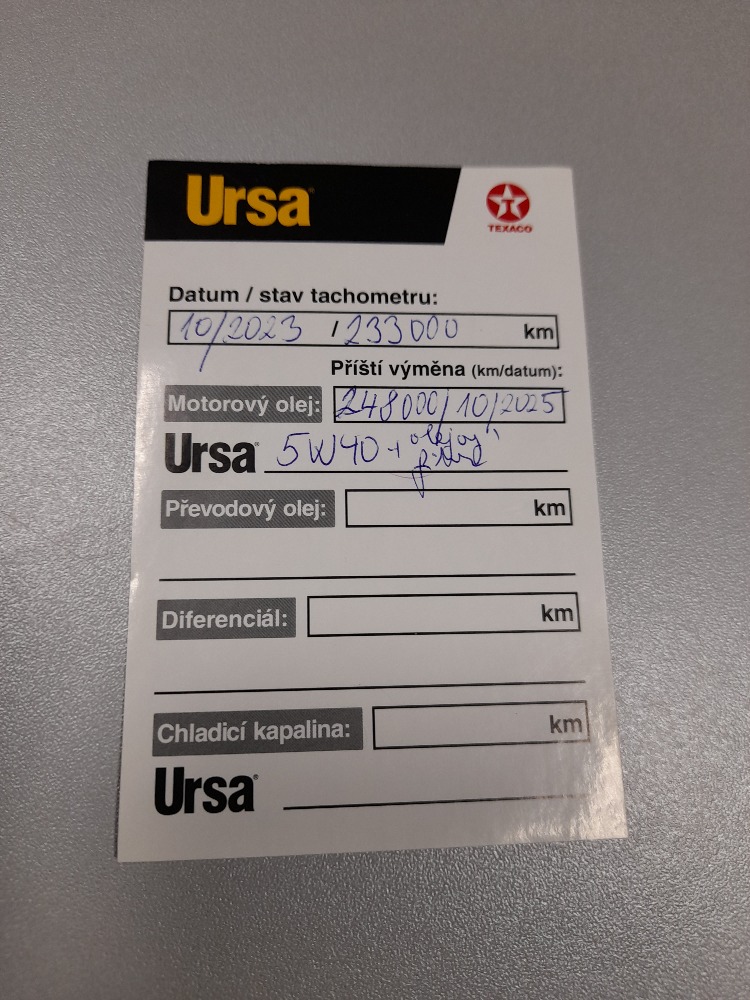 Ursa
TEXACO
Datum / stav tachometru:
10/2023 / 233000 km
Příští výměna (km/datum):
Motorový olej: 248000/10/2025
Ursa 5W40 + olejový
filtr
Převodový olej: km
Diferenciál: km
Chladicí kapalina: km
Ursa